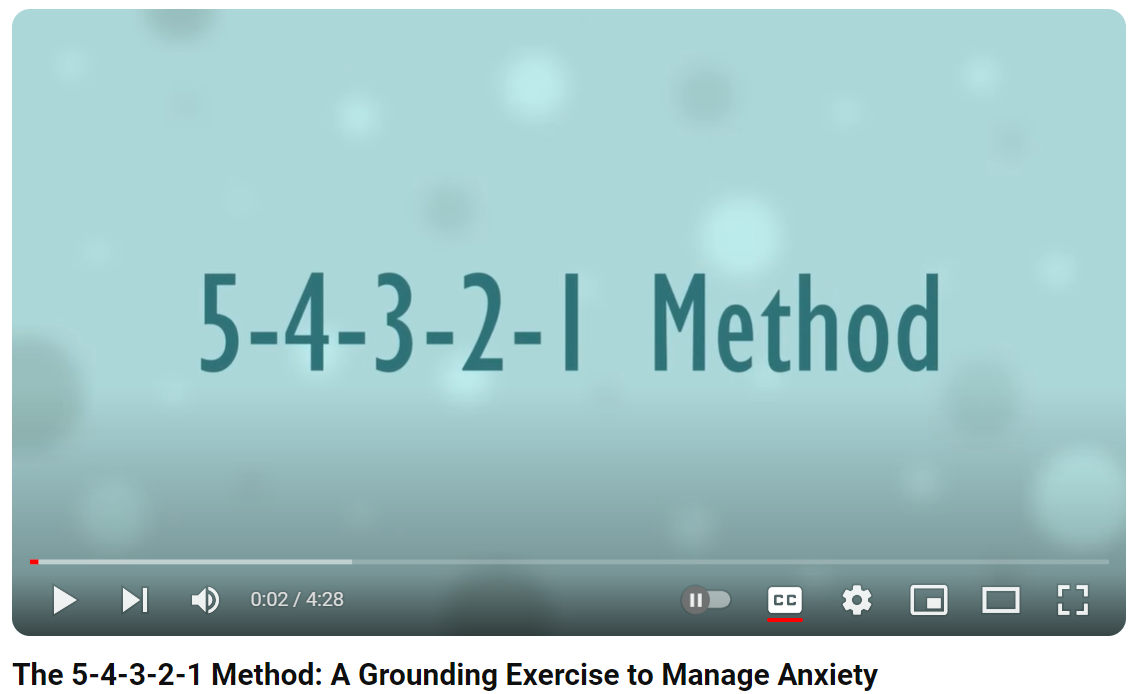 5-4-3-2-1 Method
0:02 / 4:28
CC
The 5-4-3-2-1 Method: A Grounding Exercise to Manage Anxiety